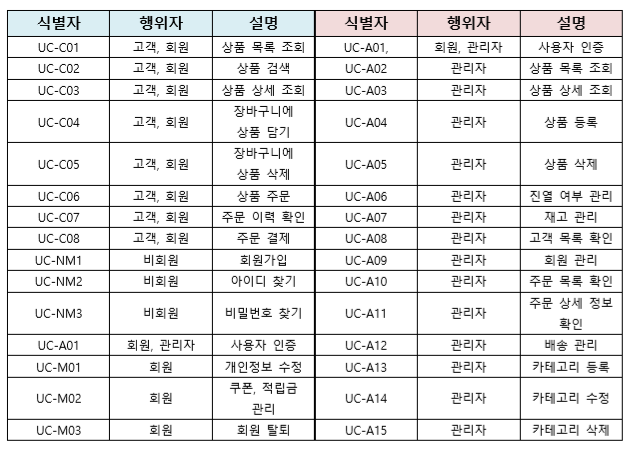 식별자 행위자 설명 식별자 행위자 설명
UC-C01 고객, 회원 상품 목록 조회 UC-A01, 회원, 관리자 사용자 인증
UC-C02 고객, 회원 상품 검색 UC-A02 관리자 상품 목록 조회
UC-C03 고객, 회원 상품 상세 조회 UC-A03 관리자 상품 상세 조회
UC-C04 고객, 회원 장바구니에
상품 담기 UC-A04 관리자 상품 등록
UC-C05 고객, 회원 장바구니에
상품 삭제 UC-A05 관리자 상품 삭제
UC-C06 고객, 회원 상품 주문 UC-A06 관리자 진열 여부 관리
UC-C07 고객, 회원 주문 이력 확인 UC-A07 관리자 재고 관리
UC-C08 고객, 회원 주문 결제 UC-A08 관리자 고객 목록 확인
UC-NM1 비회원 회원가입 UC-A09 관리자 회원 관리
UC-NM2 비회원 아이디 찾기 UC-A10 관리자 주문 목록 확인
UC-NM3 비회원 비밀번호 찾기 UC-A11 관리자 주문 상세 정보
확인
UC-A01 회원, 관리자 사용자 인증 UC-A12 관리자 배송 관리
UC-M01 회원 개인정보 수정 UC-A13 관리자 카테고리 등록
UC-M02 회원 쿠폰, 적립금
관리 UC-A14 관리자 카테고리 수정
UC-M03 회원 회원 탈퇴 UC-A15 관리자 카테고리 삭제